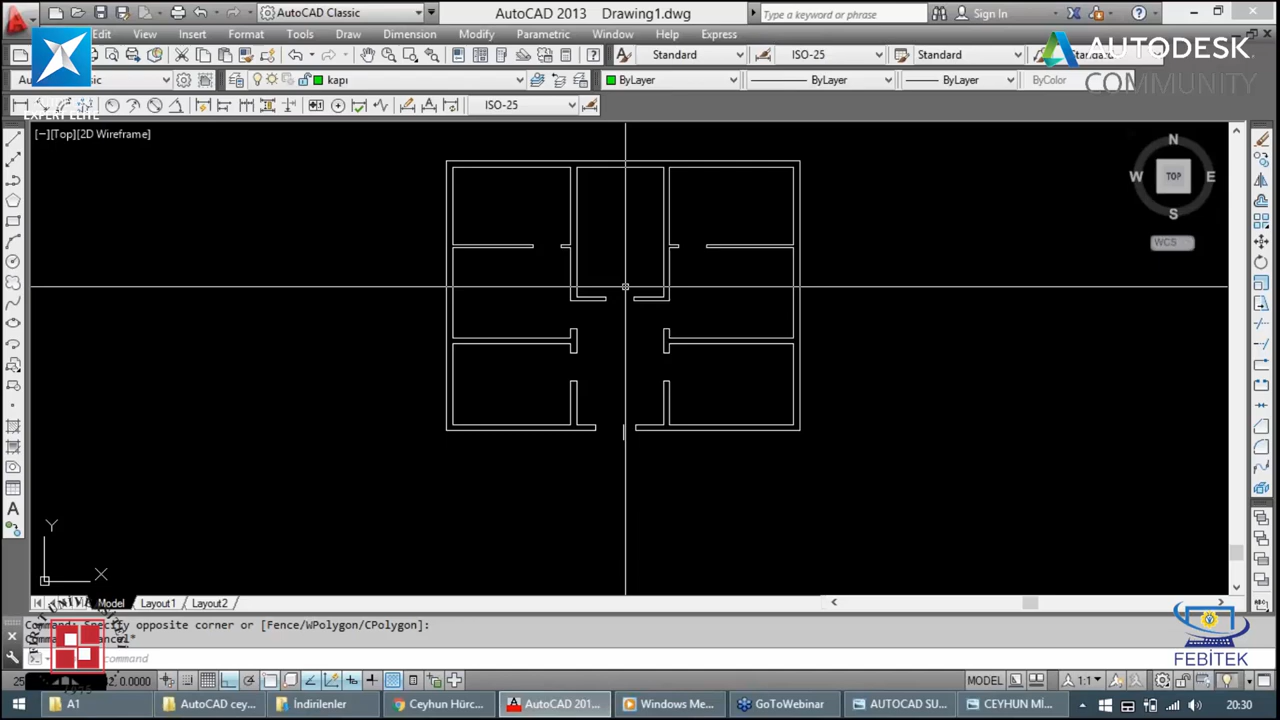 AutoCAD Classic
AutoCAD 2013 Drawing1.dwg
Type a keyword or phrase
Sign In
Edit View Insert Format Tools Draw Dimension Modify Parametric Window Help Express
Standard
ISO-25
Standard
Standard
AUTODESK
COMMUNITY
kapı
ByLayer
ByLayer
ByLayer
ByColor
EXPERT ELITE
ISO-25
[−][Top][2D Wireframe]
N
W TOP E
S
WCS
Y
X
Model Layout1 Layout2
Command: Specify opposite corner or [Fence/WPolygon/CPolygon]:
FEBİTEK
MODEL
1:1
A1
AutoCAD cey...
İndirilenler
Ceyhun Hürc...
AutoCAD 201...
Windows Me...
GoToWebinar
AUTOCAD SU...
CEYHUN Mİ...
20:30